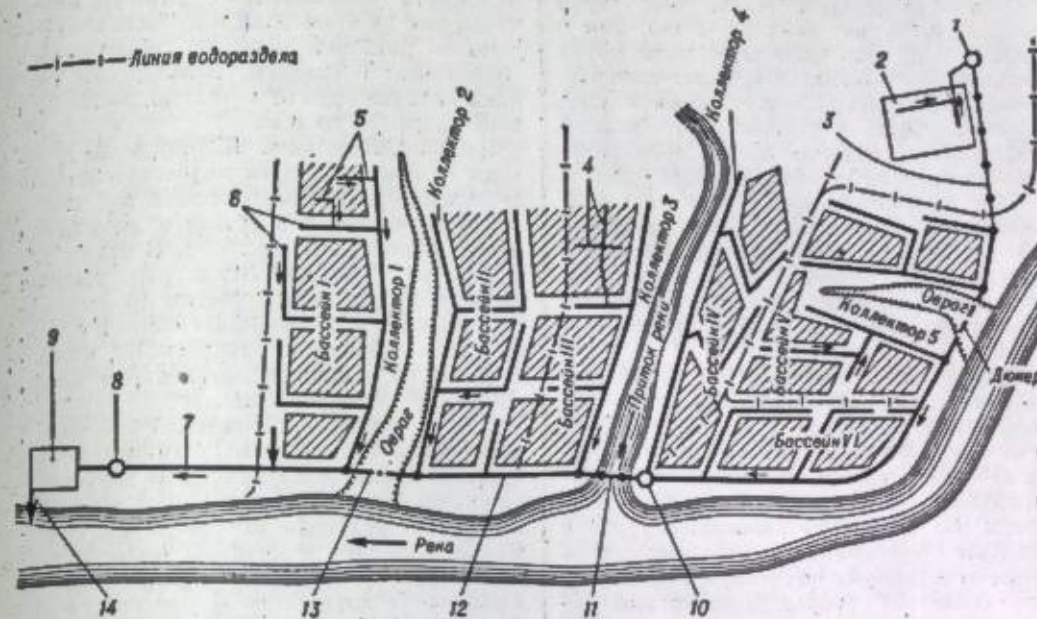 Линия водораздела
1
2
3
Коллектор 4
Коллектор 2
5
6
4
Коллектор 3
Бассейн I
Коллектор 1
Бассейн II
Бассейн III
Приток реки
Бассейн IV
Бассейн V
Овраг
Коллектор 5
Дюкер
Овраг
Бассейн VI
9
8
7
Река
14
13
12
11
10